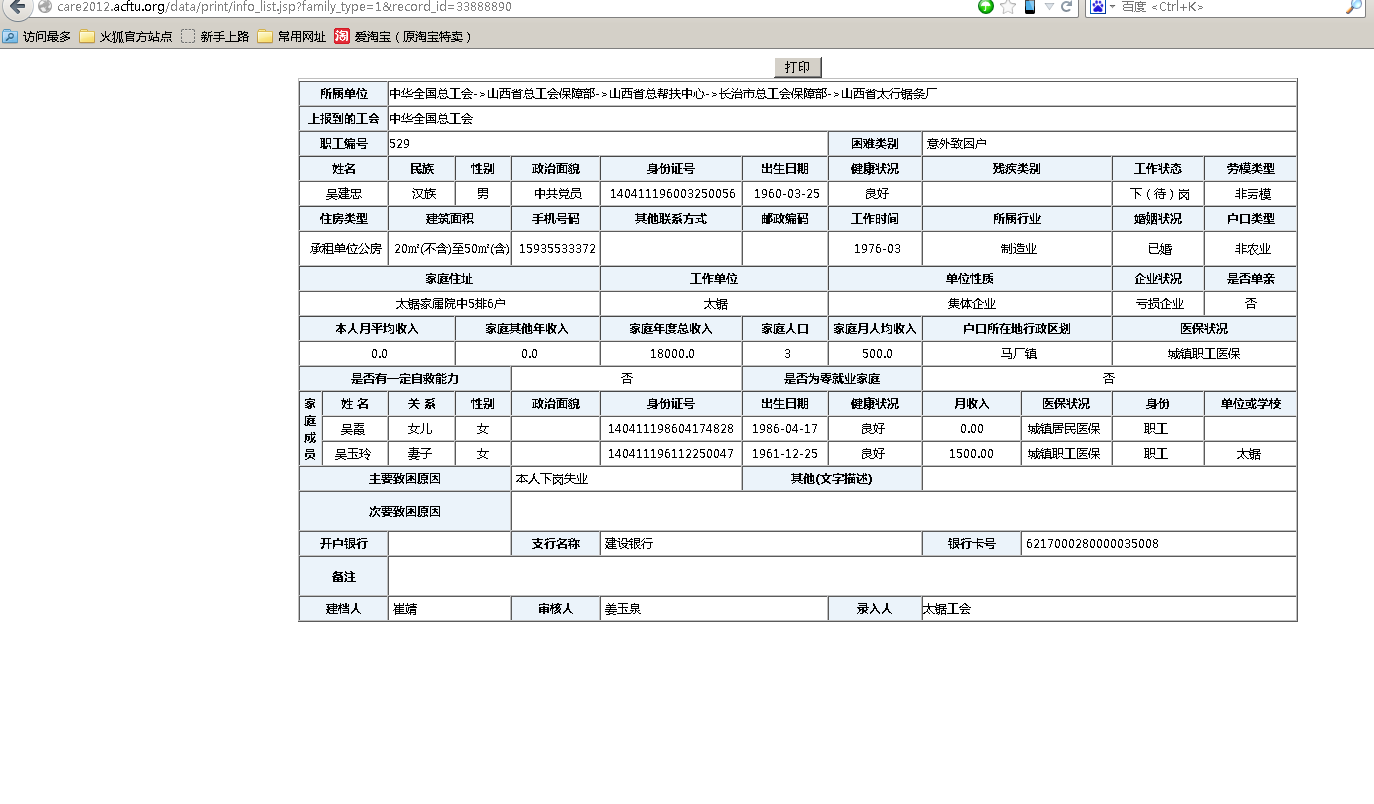 care2012.acftu.org/data/print/info_list.jsp?family_type=1&record_id=33888890 百度 <Ctrl+K>
访问最多 火狐官方站点 新手上路 常用网址 淘 爱淘宝（原淘宝特卖）
打印
所属单位 中华全国总工会->山西省总工会保障部->山西省总帮扶中心->长治市总工会保障部->山西省太行锯条厂
上报到的工会 中华全国总工会
职工编号 529 困难类别 意外致困户
姓名 民族 性别 政治面貌 身份证号 出生日期 健康状况 残疾类别 工作状态 劳模类型
吴建忠 汉族 男 中共党员 140411196003250056 1960-03-25 良好 下（待）岗 非劳模
住房类型 建筑面积 手机号码 其他联系方式 邮政编码 工作时间 所属行业 婚姻状况 户口类型
承租单位公房 20㎡(不含)至50㎡(含) 15935533372 1976-03 制造业 已婚 非农业
家庭住址 工作单位 单位性质 企业状况 是否单亲
太锯家属院中5排6户 太锯 集体企业 亏损企业 否
本人月平均收入 家庭其他年收入 家庭年度总收入 家庭人口 家庭月人均收入 户口所在地行政区划 医保状况
0.0 0.0 18000.0 3 500.0 马厂镇 城镇职工医保
是否有一定自救能力 否 是否为零就业家庭 否
家庭成员 姓 名 关 系 性别 政治面貌 身份证号 出生日期 健康状况 月收入 医保状况 身份 单位或学校
吴霞 女儿 女 140411198604174828 1986-04-17 良好 0.00 城镇居民医保 职工
吴玉玲 妻子 女 140411196112250047 1961-12-25 良好 1500.00 城镇职工医保 职工 太锯
主要致困原因 本人下岗失业 其他(文字描述)
次要致困原因
开户银行 支行名称 建设银行 银行卡号 6217000280000035008
备注
建档人 崔婧 审核人 姜玉泉 录入人 太锯工会